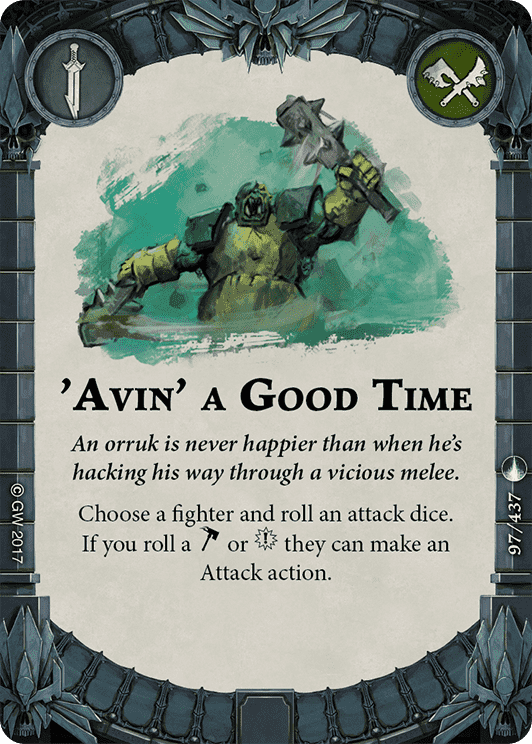 'Avin' a Good Time
An orruk is never happier than when he's
hacking his way through a vicious melee.
Choose a fighter and roll an attack dice.
If you roll a or they can make an
Attack action.
© GW 2017
97/437